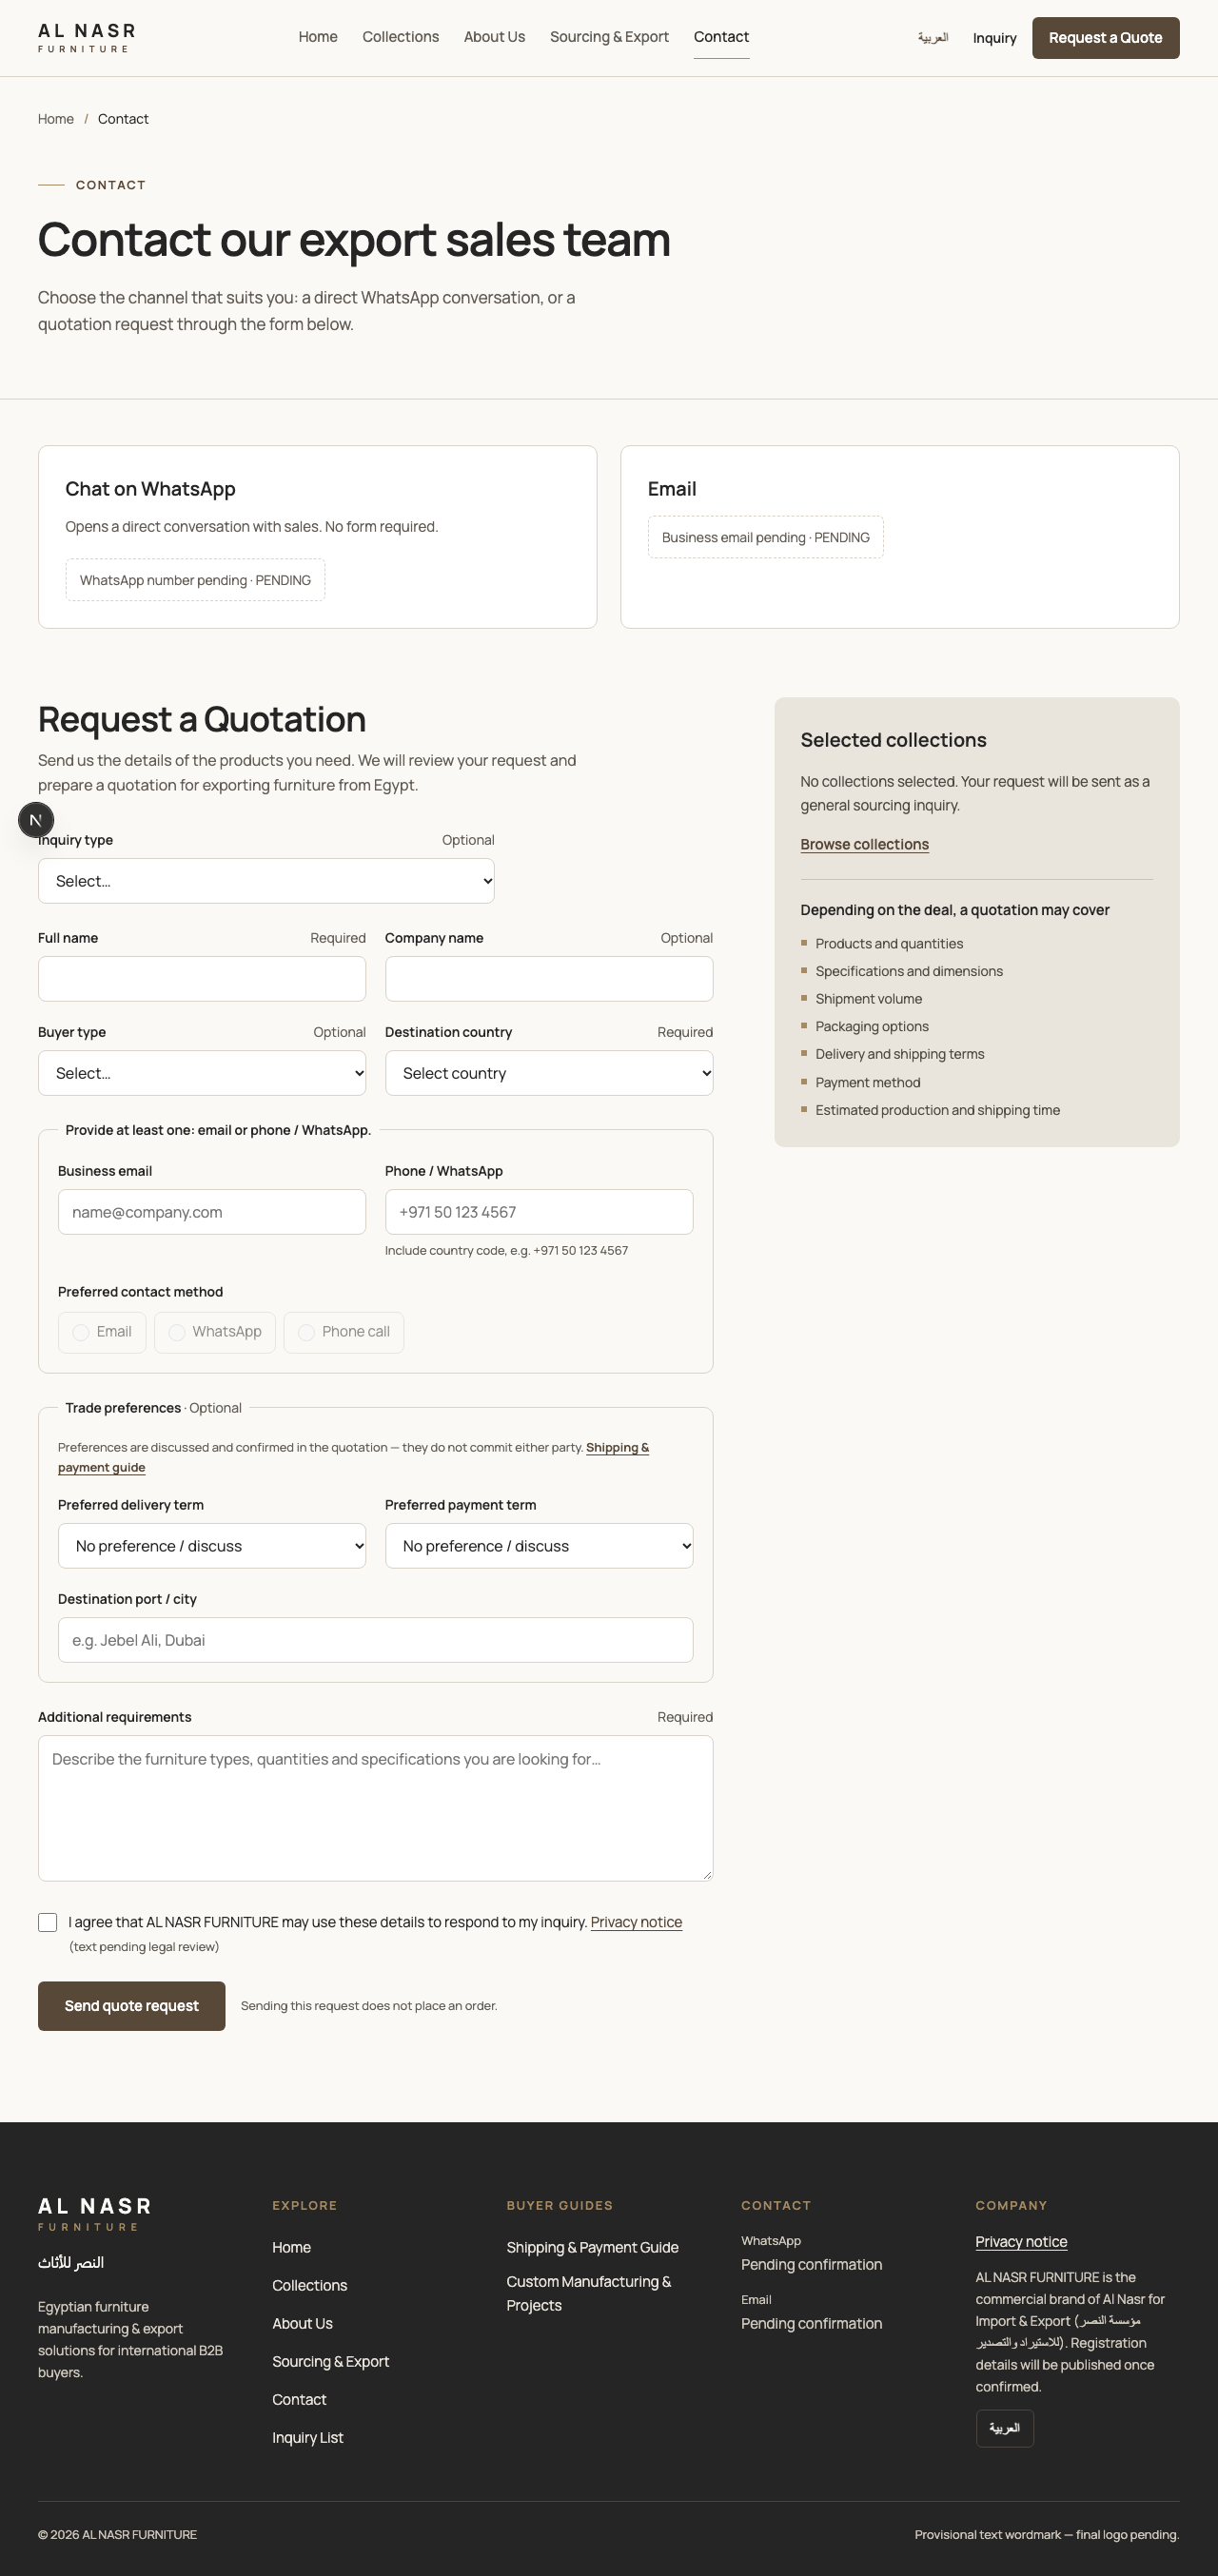 AL NASR
FURNITURE
Home
Collections
About Us
Sourcing & Export
Contact
العربية
Inquiry
Request a Quote
Home / Contact
CONTACT
Contact our export sales team
Choose the channel that suits you: a direct WhatsApp conversation, or a
quotation request through the form below.
Chat on WhatsApp
Opens a direct conversation with sales. No form required.
WhatsApp number pending · PENDING
Email
Business email pending · PENDING
Request a Quotation
Send us the details of the products you need. We will review your request and
prepare a quotation for exporting furniture from Egypt.
N
Inquiry type
Optional
Select...
Full name
Required
Company name
Optional
Buyer type
Optional
Select...
Destination country
Required
Select country
Provide at least one: email or phone / WhatsApp.
Business email
name@company.com
Phone / WhatsApp
+971 50 123 4567
Include country code, e.g. +971 50 123 4567
Preferred contact method
Email
WhatsApp
Phone call
Trade preferences · Optional
Preferences are discussed and confirmed in the quotation — they do not commit either party. Shipping &
payment guide
Preferred delivery term
No preference / discuss
Preferred payment term
No preference / discuss
Destination port / city
e.g. Jebel Ali, Dubai
Additional requirements
Required
Describe the furniture types, quantities and specifications you are looking for...
I agree that AL NASR FURNITURE may use these details to respond to my inquiry. Privacy notice
(text pending legal review)
Send quote request
Sending this request does not place an order.
Selected collections
No collections selected. Your request will be sent as a
general sourcing inquiry.
Browse collections
Depending on the deal, a quotation may cover
Products and quantities
Specifications and dimensions
Shipment volume
Packaging options
Delivery and shipping terms
Payment method
Estimated production and shipping time
AL NASR
FURNITURE
النصر للأثاث
Egyptian furniture
manufacturing & export
solutions for international B2B
buyers.
EXPLORE
Home
Collections
About Us
Sourcing & Export
Contact
Inquiry List
BUYER GUIDES
Shipping & Payment Guide
Custom Manufacturing &
Projects
CONTACT
WhatsApp
Pending confirmation
Email
Pending confirmation
COMPANY
Privacy notice
AL NASR FURNITURE is the
commercial brand of Al Nasr for
Import & Export (مؤسسة النصر
للاستيراد والتصدير). Registration
details will be published once
confirmed.
العربية
© 2026 AL NASR FURNITURE
Provisional text wordmark — final logo pending.